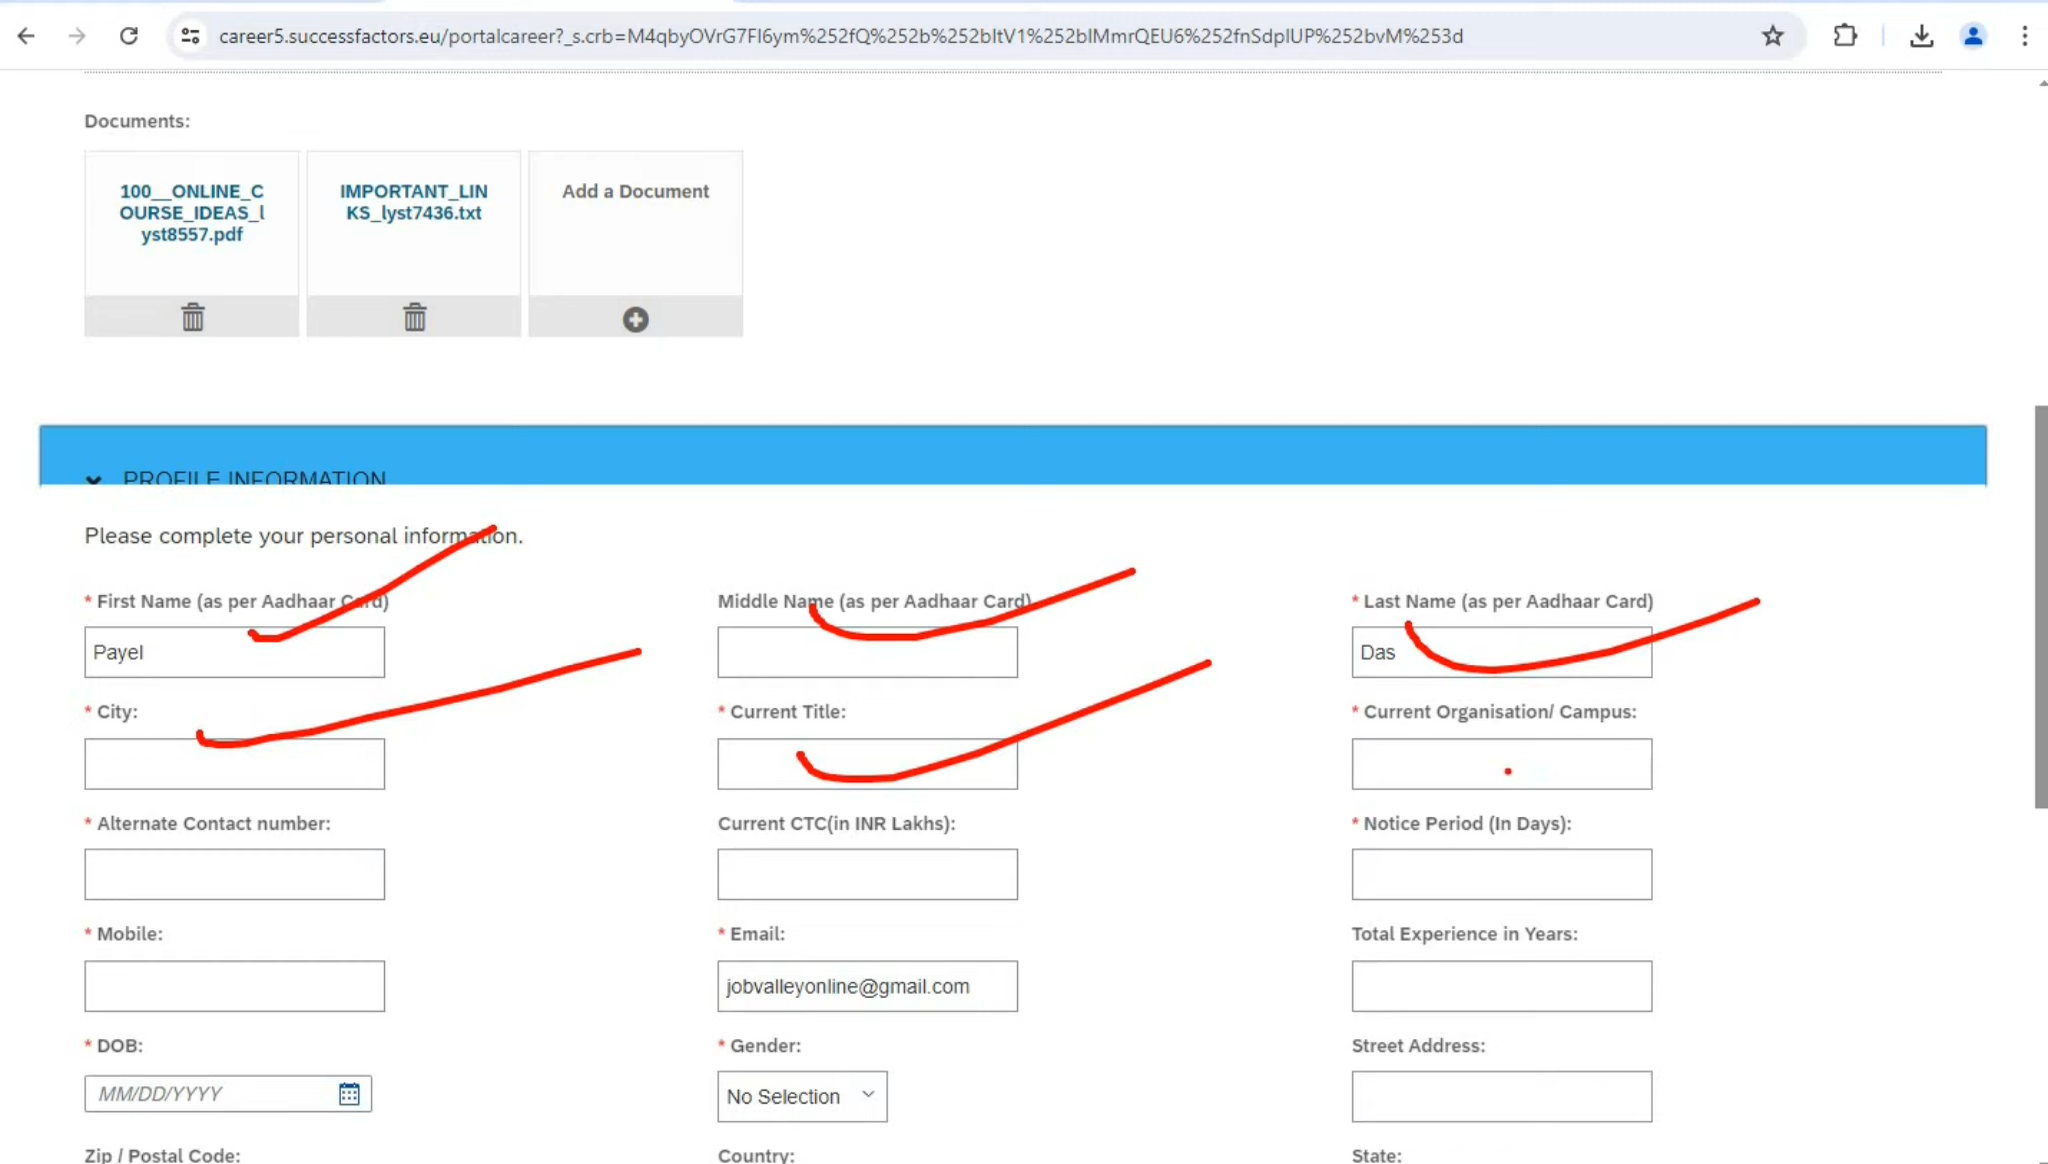 career5.successfactors.eu/portalcareer?_s.crb=M4qbyOVrG7FI6ym%252fQ%252b%252bItV1%252bIMmrQEU6%252fnSdpIUP%252bvM%253d
Documents:
100__ONLINE_C
OURSE_IDEAS_l
yst8557.pdf
IMPORTANT_LIN
KS_lyst7436.txt
Add a Document
PROFILE INFORMATION
Please complete your personal information.
* First Name (as per Aadhaar Card)
Middle Name (as per Aadhaar Card)
* Last Name (as per Aadhaar Card)
Payel
Das
* City:
* Current Title:
* Current Organisation/ Campus:
* Alternate Contact number:
Current CTC(in INR Lakhs):
* Notice Period (In Days):
* Mobile:
* Email:
Total Experience in Years:
jobvalleyonline@gmail.com
* DOB:
* Gender:
Street Address:
MM/DD/YYYY
No Selection
Zip / Postal Code:
Country:
State: